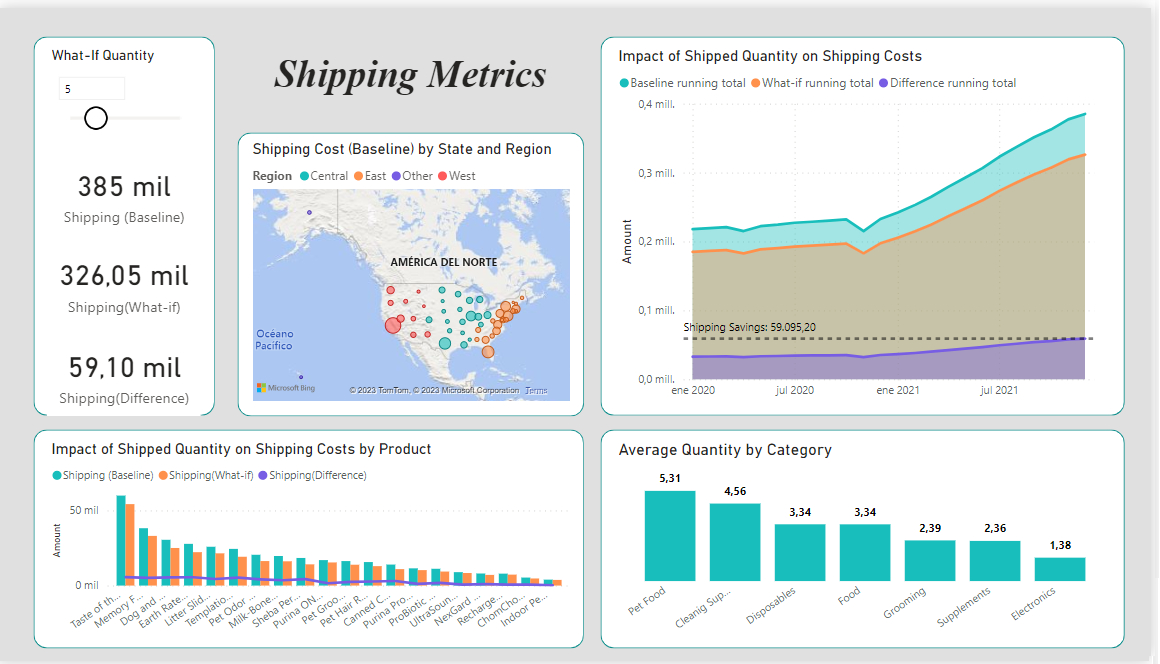 What-If Quantity
5
385 mil
Shipping (Baseline)
326,05 mil
Shipping(What-if)
59,10 mil
Shipping(Difference)
Shipping Metrics
Shipping Cost (Baseline) by State and Region
Region Central East Other West
AMÉRICA DEL NORTE
Océano
Pacífico
Microsoft Bing
© 2023 TomTom, © 2023 Microsoft Corporation Terms
Impact of Shipped Quantity on Shipping Costs
Baseline running total What-if running total Difference running total
Amount
0,4 mill.
0,3 mill.
0,2 mill.
0,1 mill.
0,0 mill.
Shipping Savings: 59.095,20
ene 2020 jul 2020 ene 2021 jul 2021
Impact of Shipped Quantity on Shipping Costs by Product
Shipping (Baseline) Shipping(What-if) Shipping(Difference)
Amount
50 mil
0 mil
Taste of th...
Memory F...
Dog and ...
Earth Rate...
Litter Slid...
Temptatio...
Pet Odor ...
Milk-Bone...
Sheba Per...
Purina ON...
Pet Groo...
Pet Hair R...
Canned C...
Purina Pro...
ProBiotic ...
UltraSoun...
NexGard ...
Recharge...
ChomCho...
Indoor Pe...
Average Quantity by Category
5,31
4,56
3,34
3,34
2,39
2,36
1,38
Pet Food
Cleanig Sup...
Disposables
Food
Grooming
Supplements
Electronics